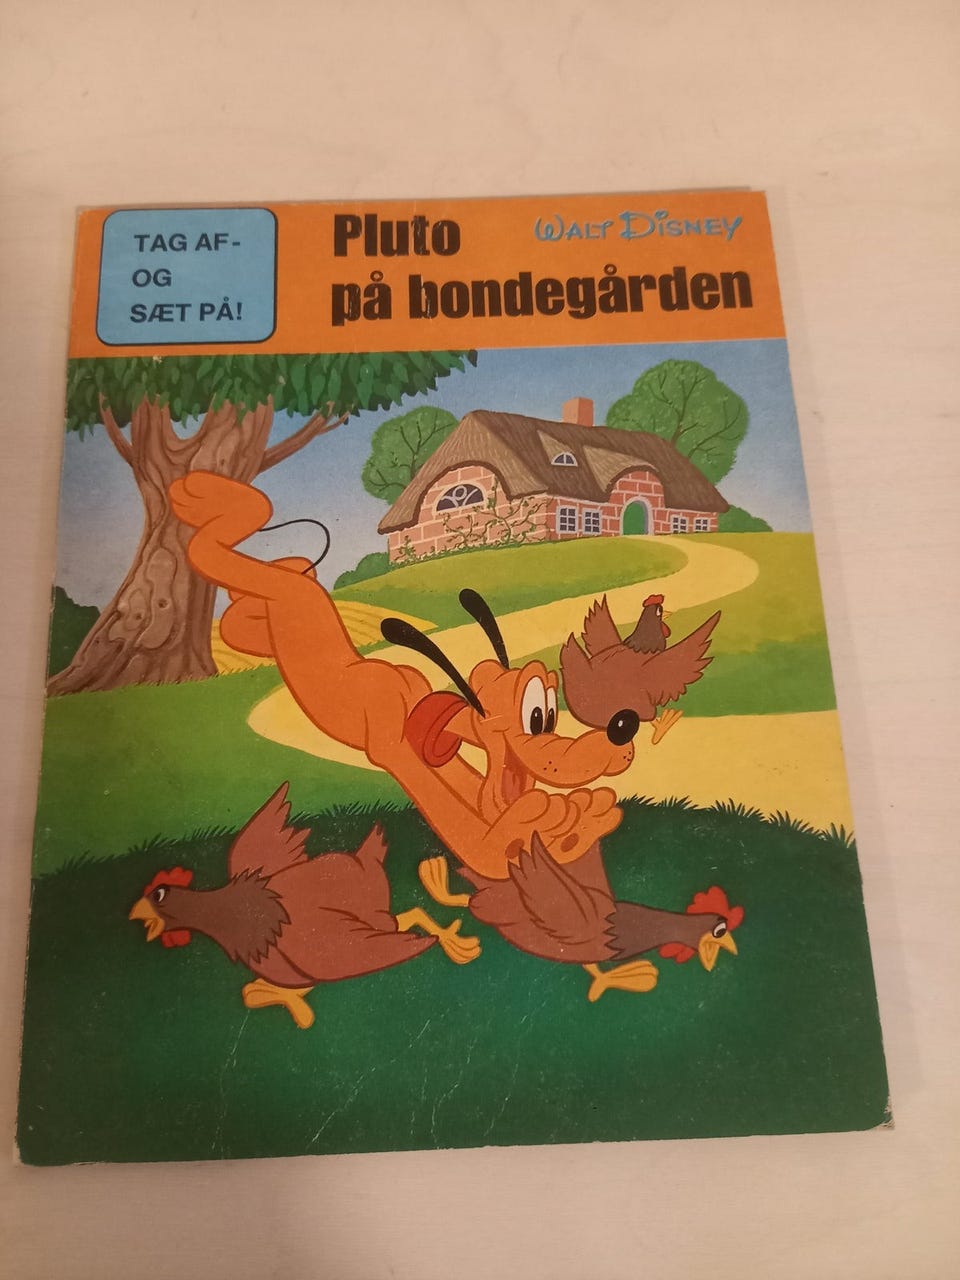 TAG AF-
OG
SÆT PÅ!
Pluto
WALT DISNEY
på bondegården